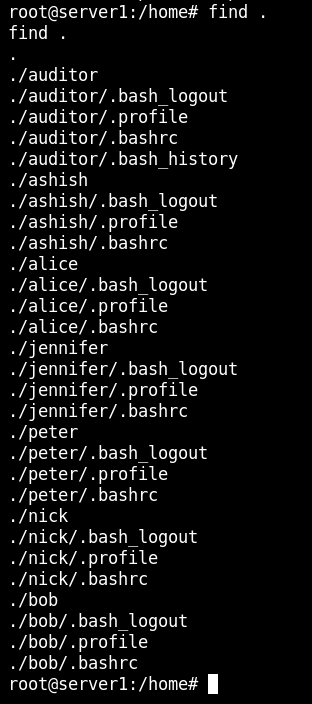 root@server1:/home# find .
find .
.
./auditor
./auditor/.bash_logout
./auditor/.profile
./auditor/.bashrc
./auditor/.bash_history
./ashish
./ashish/.bash_logout
./ashish/.profile
./ashish/.bashrc
./alice
./alice/.bash_logout
./alice/.profile
./alice/.bashrc
./jennifer
./jennifer/.bash_logout
./jennifer/.profile
./jennifer/.bashrc
./peter
./peter/.bash_logout
./peter/.profile
./peter/.bashrc
./nick
./nick/.bash_logout
./nick/.profile
./nick/.bashrc
./bob
./bob/.bash_logout
./bob/.profile
./bob/.bashrc
root@server1:/home#